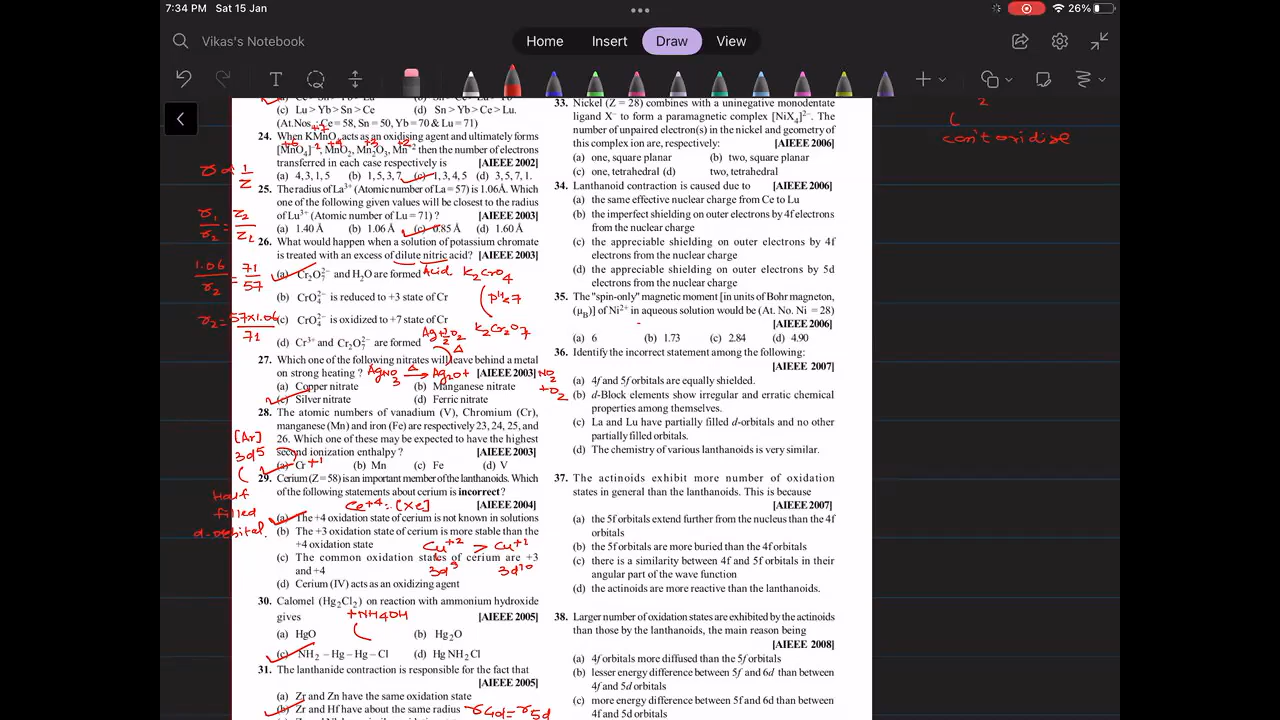 7:34 PM Sat 15 Jan
26%
Vikas's Notebook
Home Insert Draw View
(c) Lu > Yb > Sn > Ce (d) Sn > Yb > Ce > Lu.
(At.Nos. : Ce = 58, Sn = 50, Yb = 70 & Lu = 71)
+7
24. When KMnO4 acts as an oxidising agent and ultimately forms
+6 +4 +3 +2
[MnO4]–2, MnO2, Mn2O3, Mn+2 then the number of electrons
transferred in each case respectively is [AIEEE 2002]
(a) 4, 3, 1, 5 (b) 1, 5, 3, 7 (c) 1, 3, 4, 5 (d) 3, 5, 7, 1.
25. The radius of La3+ (Atomic number of La = 57) is 1.06Å. Which
one of the following given values will be closest to the radius
of Lu3+ (Atomic number of Lu = 71) ? [AIEEE 2003]
(a) 1.40 Å (b) 1.06 Å (c) 0.85 Å (d) 1.60 Å
r ∝ 1/Z
r1/r2 = Z2/Z1
1.06/r2 = 71/57
r2 = 57×1.06/71
26. What would happen when a solution of potassium chromate
is treated with an excess of dilute nitric acid? [AIEEE 2003]
(a) Cr2O7^2– and H2O are formed
Acid. K2CrO4
(b) CrO4^2– is reduced to +3 state of Cr
pH<7
(c) CrO4^2– is oxidized to +7 state of Cr
K2Cr2O7
(d) Cr3+ and Cr2O7^2– are formed
Ag+½O2
Δ
27. Which one of the following nitrates will leave behind a metal
on strong heating ? [AIEEE 2003]
AgNO3 Δ→ Ag2O+ NO2 +O2
(a) Copper nitrate (b) Manganese nitrate
(c) Silver nitrate (d) Ferric nitrate
28. The atomic numbers of vanadium (V), Chromium (Cr),
manganese (Mn) and iron (Fe) are respectively 23, 24, 25, and
26. Which one of these may be expected to have the highest
second ionization enthalpy ? [AIEEE 2003]
(a) Cr +1 (b) Mn (c) Fe (d) V
[Ar]
3d5
Half
filled
d-orbital.
29. Cerium (Z = 58) is an important member of the lanthanoids. Which
of the following statements about cerium is incorrect?
Ce+4 = [Xe] [AIEEE 2004]
(a) The +4 oxidation state of cerium is not known in solutions
(b) The +3 oxidation state of cerium is more stable than the
+4 oxidation state
Cu+2 > Cu+1
(c) The common oxidation states of cerium are +3
and +4
3d9 3d10
(d) Cerium (IV) acts as an oxidizing agent
30. Calomel (Hg2Cl2) on reaction with ammonium hydroxide
gives +NH4OH [AIEEE 2005]
(a) HgO (b) Hg2O
(c) NH2 – Hg – Hg – Cl (d) Hg NH2 Cl
31. The lanthanide contraction is responsible for the fact that
[AIEEE 2005]
(a) Zr and Zn have the same oxidation state
(b) Zr and Hf have about the same radius r4d = r5d
33. Nickel (Z = 28) combines with a uninegative monodentate
ligand X– to form a paramagnetic complex [NiX4]2–. The
number of unpaired electron(s) in the nickel and geometry of
this complex ion are, respectively: [AIEEE 2006]
(a) one, square planar (b) two, square planar
(c) one, tetrahedral (d) two, tetrahedral
34. Lanthanoid contraction is caused due to [AIEEE 2006]
(a) the same effective nuclear charge from Ce to Lu
(b) the imperfect shielding on outer electrons by 4f electrons
from the nuclear charge
(c) the appreciable shielding on outer electrons by 4f
electrons from the nuclear charge
(d) the appreciable shielding on outer electrons by 5d
electrons from the nuclear charge
35. The "spin-only" magnetic moment [in units of Bohr magneton,
(μB)] of Ni2+ in aqueous solution would be (At. No. Ni = 28)
[AIEEE 2006]
(a) 6 (b) 1.73 (c) 2.84 (d) 4.90
36. Identify the incorrect statement among the following:
[AIEEE 2007]
(a) 4f and 5f orbitals are equally shielded.
(b) d-Block elements show irregular and erratic chemical
properties among themselves.
(c) La and Lu have partially filled d-orbitals and no other
partially filled orbitals.
(d) The chemistry of various lanthanoids is very similar.
37. The actinoids exhibit more number of oxidation
states in general than the lanthanoids. This is because
[AIEEE 2007]
(a) the 5f orbitals extend further from the nucleus than the 4f
orbitals
(b) the 5f orbitals are more buried than the 4f orbitals
(c) there is a similarity between 4f and 5f orbitals in their
angular part of the wave function
(d) the actinoids are more reactive than the lanthanoids.
38. Larger number of oxidation states are exhibited by the actinoids
than those by the lanthanoids, the main reason being
[AIEEE 2008]
(a) 4f orbitals more diffused than the 5f orbitals
(b) lesser energy difference between 5f and 6d than between
4f and 5d orbitals
(c) more energy difference between 5f and 6d than between
4f and 5d orbitals
2
can't oxidise